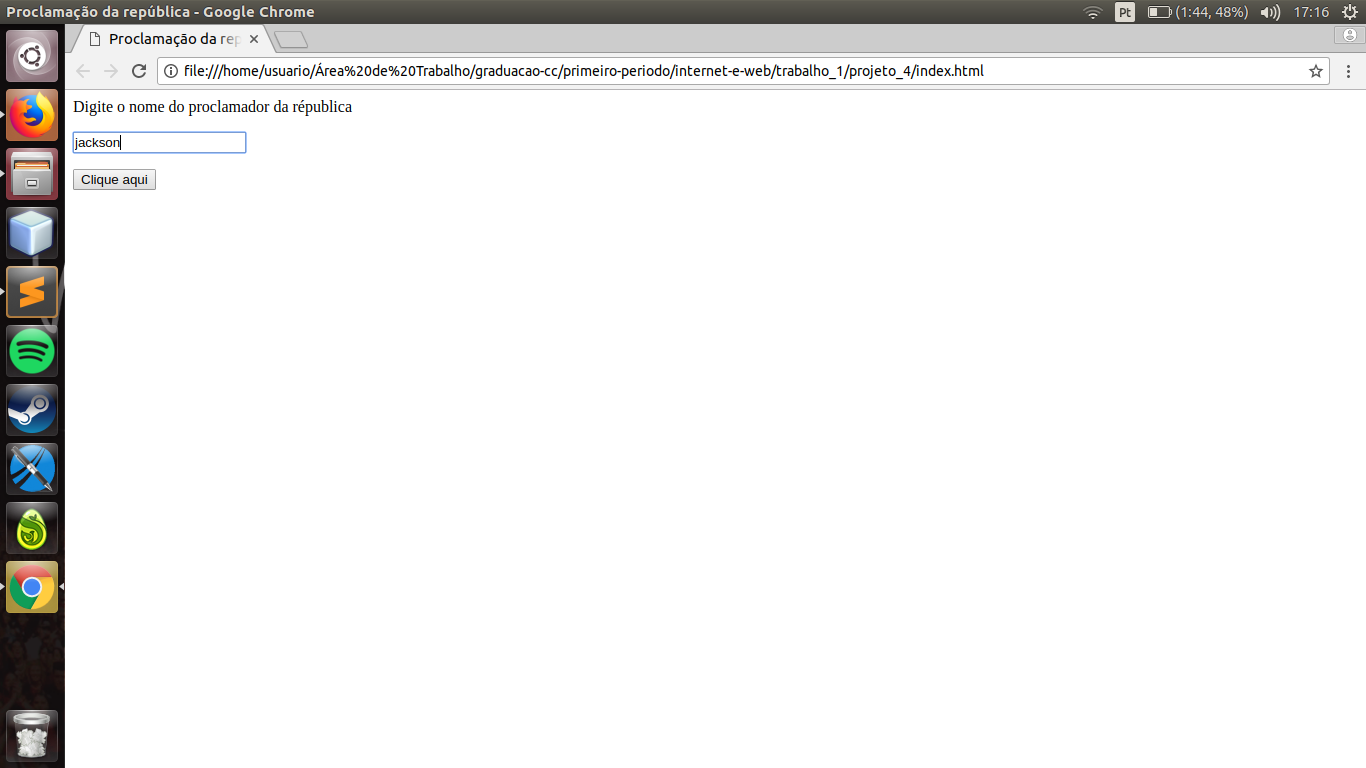 Proclamação da república - Google Chrome
Pt (1:44, 48%) 17:16
Proclamação da rep
file:///home/usuario/Área%20de%20Trabalho/graduacao-cc/primeiro-periodo/internet-e-web/trabalho_1/projeto_4/index.html
Digite o nome do proclamador da républica
jackson
Clique aqui